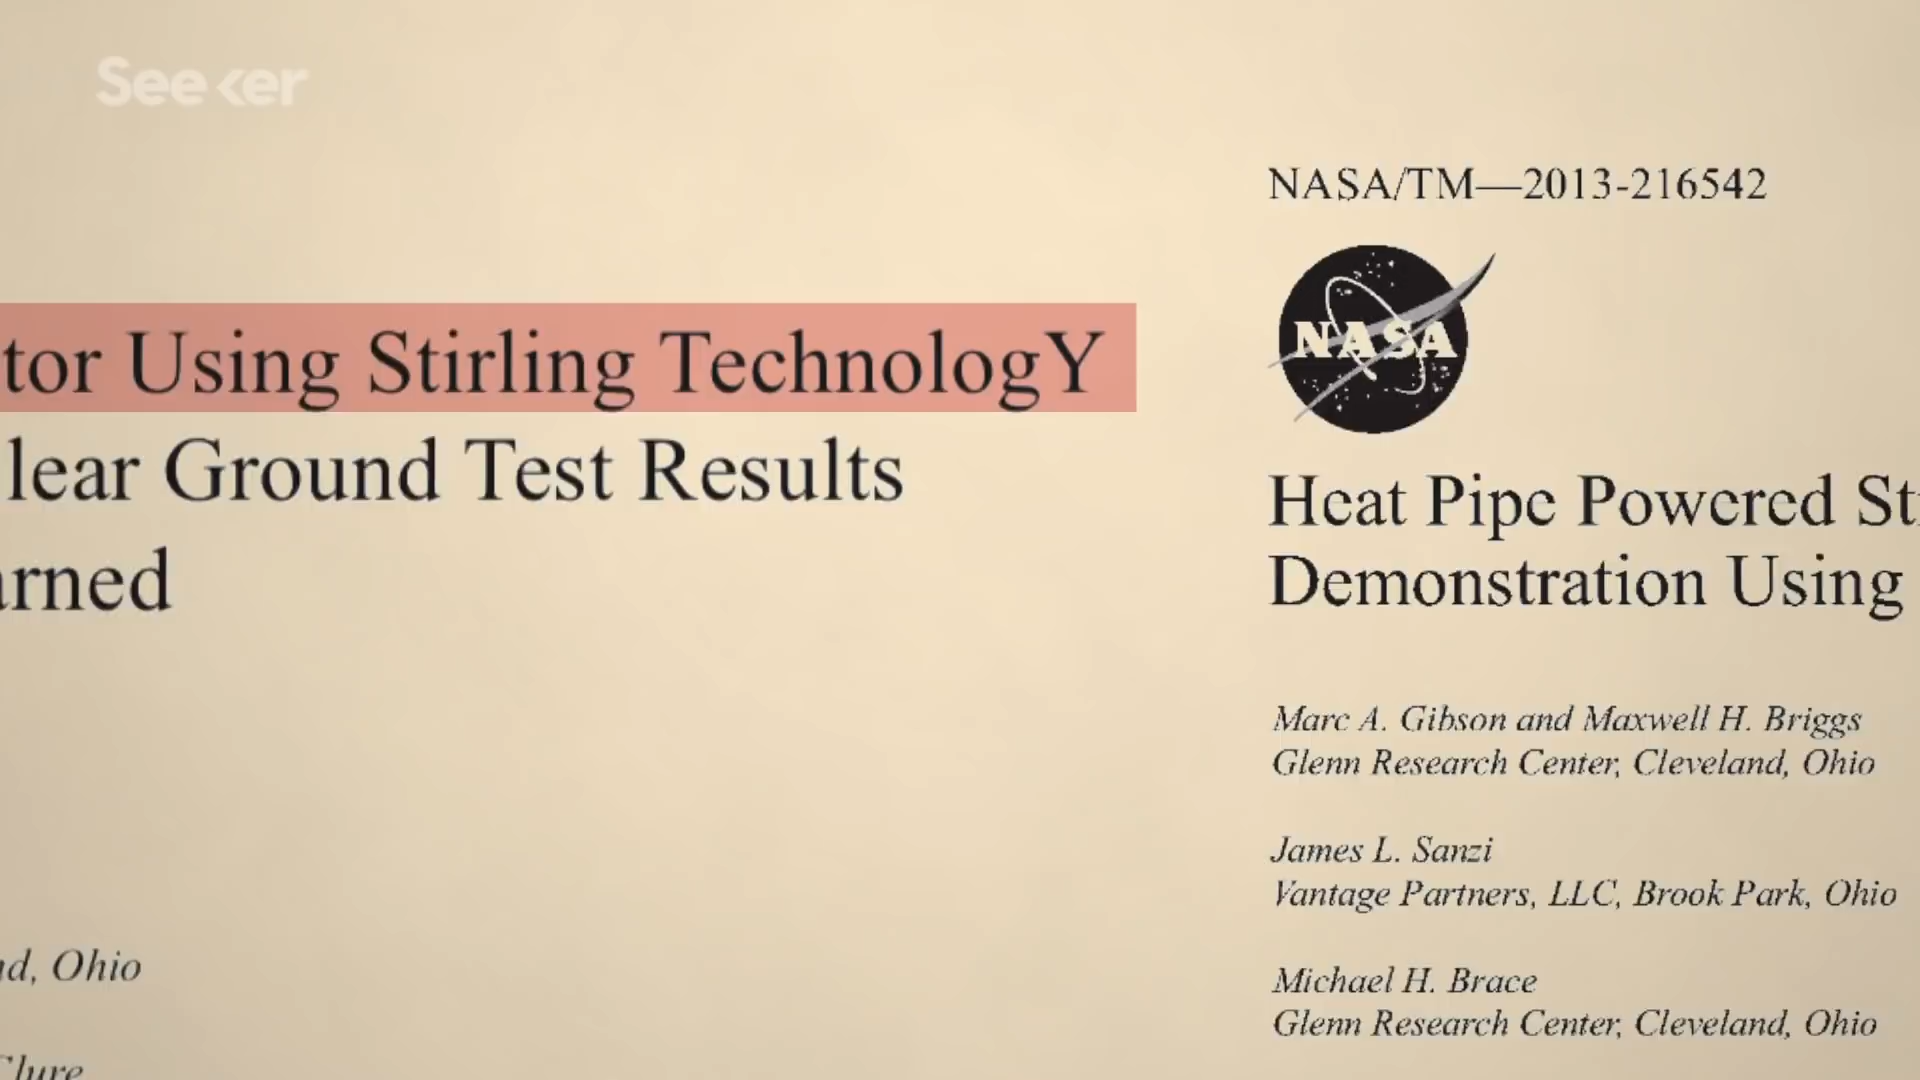 Seeker
tor Using Stirling TechnologY
lear Ground Test Results
arned
d, Ohio
Clure
NASA/TM—2013-216542
NASA
Heat Pipe Powered St
Demonstration Using
Marc A. Gibson and Maxwell H. Briggs
Glenn Research Center, Cleveland, Ohio
James L. Sanzi
Vantage Partners, LLC, Brook Park, Ohio
Michael H. Brace
Glenn Research Center, Cleveland, Ohio